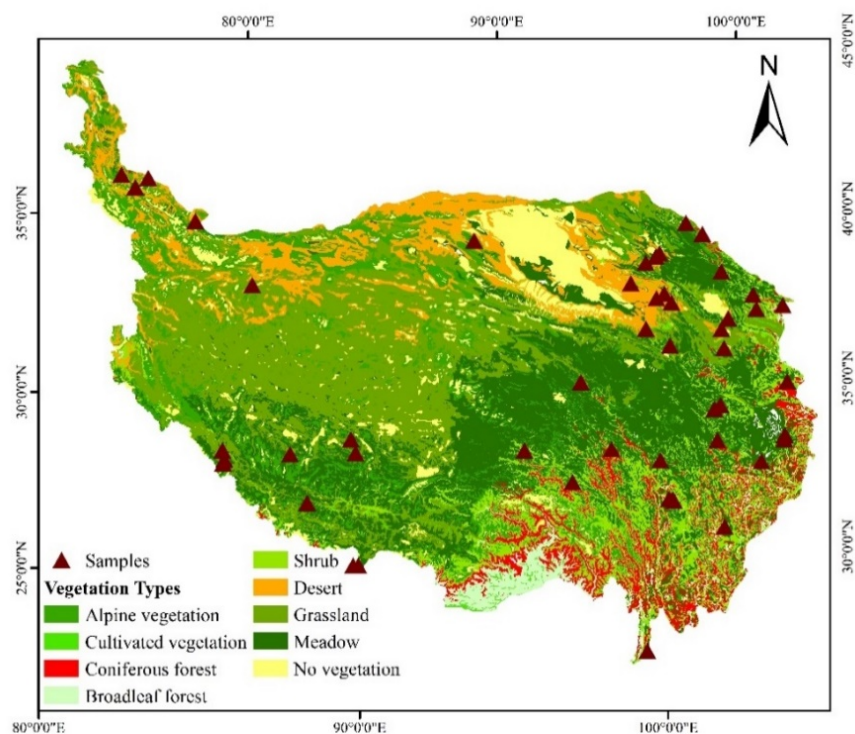 80°0'0"E 90°0'0"E 100°0'0"E
45°0'0"N
N
35°0'0"N
40°0'0"N
30°0'0"N
35°0'0"N
25°0'0"N
30°0'0"N
Samples
Shrub
Vegetation Types
Desert
Alpine vegetation
Grassland
Cultivated vegetation
Meadow
Coniferous forest
No vegetation
Broadleaf forest
80°0'0"E 90°0'0"E 100°0'0"E